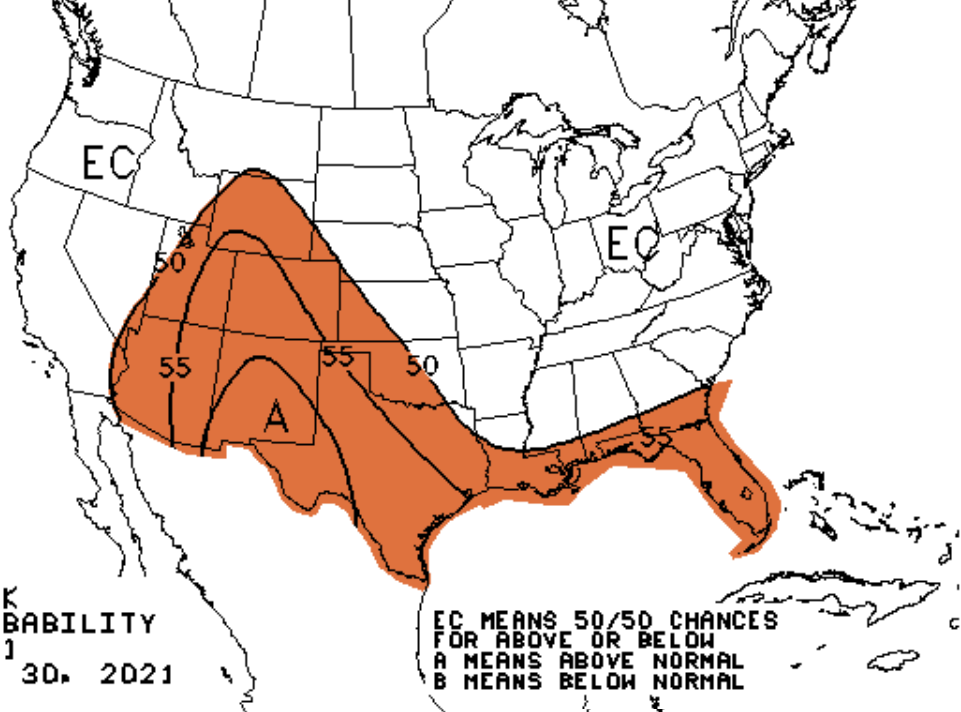 EC
EC
50
55
55
50
A
55
K
BABILITY
1
30, 2021
EC MEANS 50/50 CHANCES
FOR ABOVE OR BELOW
A MEANS ABOVE NORMAL
B MEANS BELOW NORMAL